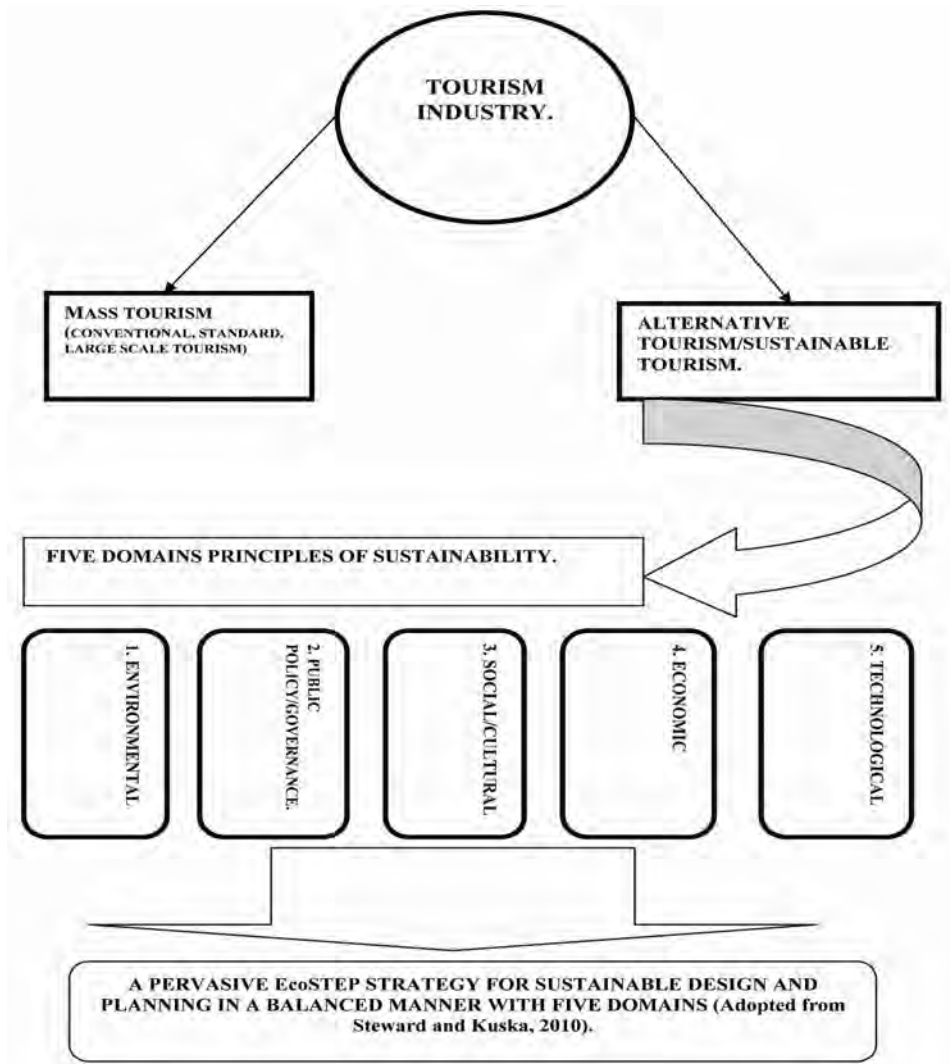 TOURISM
INDUSTRY.
MASS TOURISM
(CONVENTIONAL, STANDARD,
LARGE SCALE TOURISM)
ALTERNATIVE
TOURISM/SUSTAINABLE
TOURISM.
FIVE DOMAINS PRINCIPLES OF SUSTAINABILITY.
1. ENVIRONMENTAL
2. PUBLIC
POLICY/GOVERNANCE.
3. SOCIAL/CULTURAL
4. ECONOMIC
5. TECHNOLOGICAL
A PERVASIVE EcoSTEP STRATEGY FOR SUSTAINABLE DESIGN AND
PLANNING IN A BALANCED MANNER WITH FIVE DOMAINS (Adopted from
Steward and Kuska, 2010).